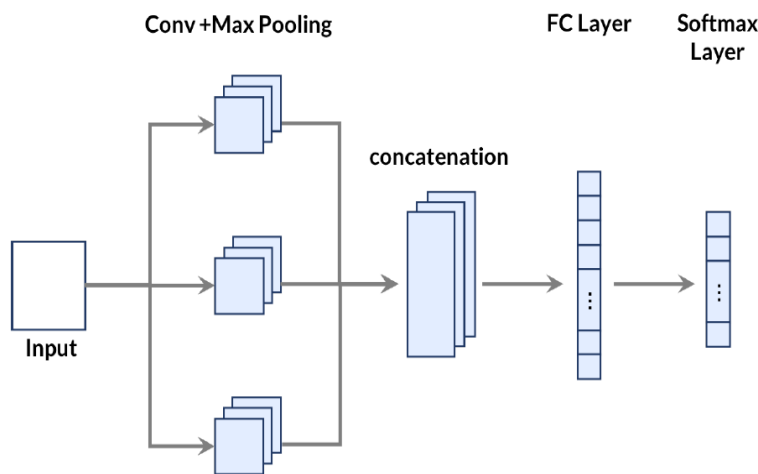 Conv +Max Pooling
FC Layer
Softmax
Layer
concatenation
Input
...
...